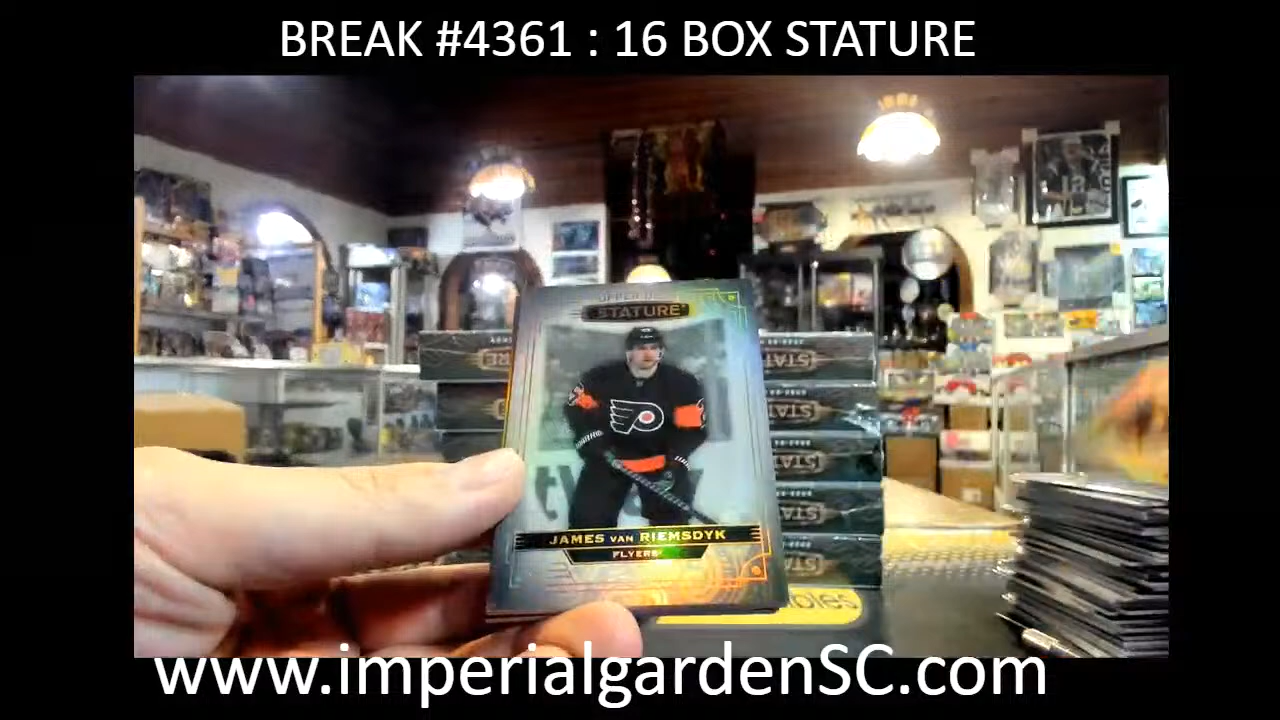 BREAK #4361 : 16 BOX STATURE
STATURE
JAMES VAN RIEMSDYK
FLYERS
www.imperialgardenSC.com